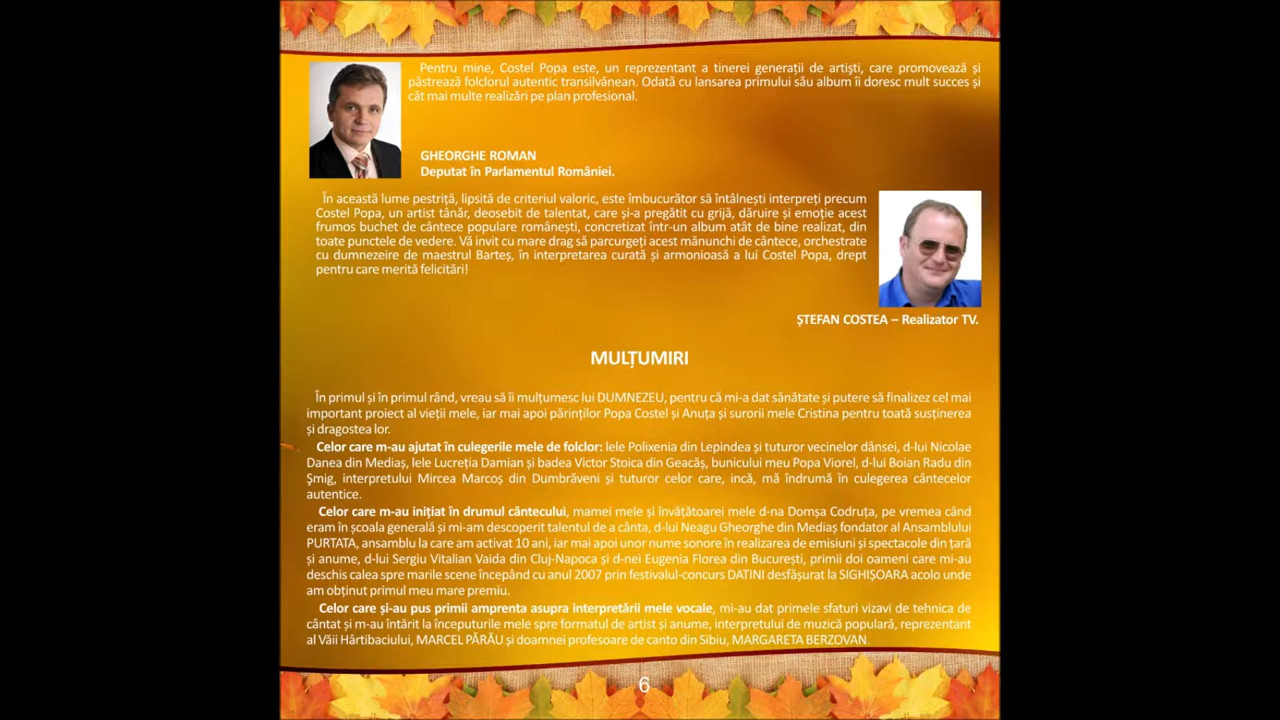 Pentru mine, Costel Popa este, un reprezentant a tinerei generații de artiști, care promovează și
păstrează folclorul autentic transilvănean. Odată cu lansarea primului său album îi doresc mult succes și
cât mai multe realizări pe plan profesional.
GHEORGHE ROMAN
Deputat în Parlamentul României.
În această lume pestriță, lipsită de criteriul valoric, este îmbucurător să întâlnești interpreți precum
Costel Popa, un artist tânăr, deosebit de talentat, care și-a pregătit cu grijă, dăruire și emoție acest
frumos buchet de cântece populare românești, concretizat într-un album atât de bine realizat, din
toate punctele de vedere. Vă invit cu mare drag să parcurgeți acest mănunchi de cântece, orchestrate
cu dumnezeire de maestrul Barteș, în interpretarea curată și armonioasă a lui Costel Popa, drept
pentru care merită felicitări!
ȘTEFAN COSTEA – Realizator TV.
MULȚUMIRI
În primul și în primul rând, vreau să îi mulțumesc lui DUMNEZEU, pentru că mi-a dat sănătate și putere să finalizez cel mai
important proiect al vieții mele, iar mai apoi părinților Popa Costel și Anuța și surorii mele Cristina pentru toată susținerea
și dragostea lor.
Celor care m-au ajutat în culegerile mele de folclor: lele Polixenia din Lepindea și tuturor vecinelor dânsei, d-lui Nicolae
Danea din Mediaș, lele Lucreția Damian și badea Victor Stoica din Geacăș, bunicului meu Popa Viorel, d-lui Boian Radu din
Șmig, interpretului Mircea Marcoș din Dumbrăveni și tuturor celor care, incă, mă îndrumă în culegerea cântecelor
autentice.
Celor care m-au inițiat în drumul cântecului, mamei mele și învățătoarei mele d-na Domșa Codruța, pe vremea când
eram în școala generală și mi-am descoperit talentul de a cânta, d-lui Neagu Gheorghe din Mediaș fondator al Ansamblului
PURTATA, ansamblu la care am activat 10 ani, iar mai apoi unor nume sonore în realizarea de emisiuni și spectacole din țară
și anume, d-lui Sergiu Vitalian Vaida din Cluj-Napoca și d-nei Eugenia Florea din București, primii doi oameni care mi-au
deschis calea spre marile scene începând cu anul 2007 prin festivalul-concurs DATINI desfășurat la SIGHIȘOARA acolo unde
am obținut primul meu mare premiu.
Celor care și-au pus primii amprenta asupra interpretării mele vocale, mi-au dat primele sfaturi vizavi de tehnica de
cântat și m-au întărit la începuturile mele spre formatul de artist și anume, interpretului de muzică populară, reprezentant
al Văii Hârtibaciului, MARCEL PĂRĂU și doamnei profesoare de canto din Sibiu, MARGARETA BERZOVAN.
6